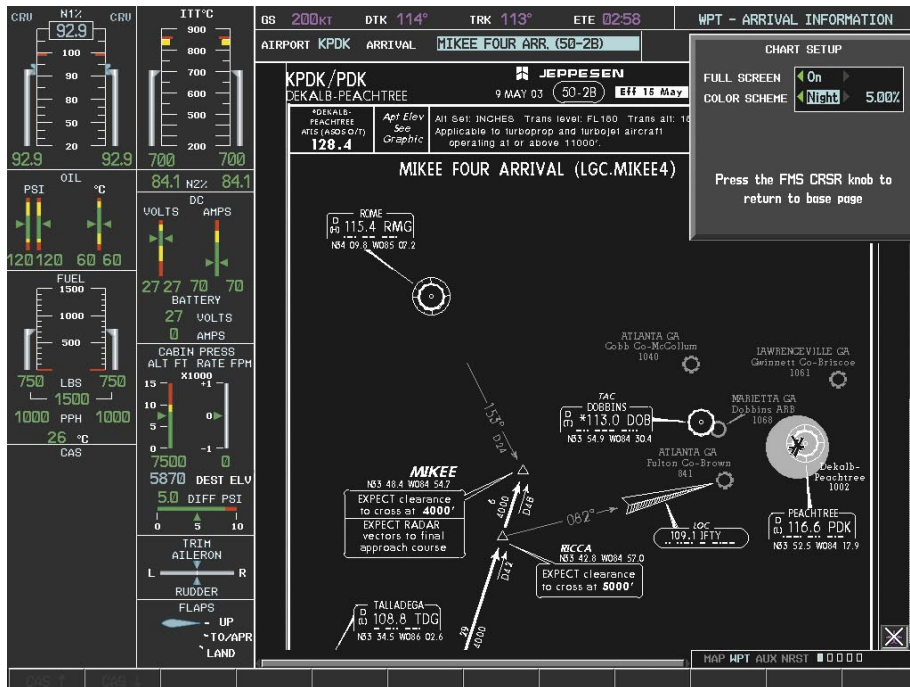 CRU N1% CRU
92.9
100
90
80
50
20
92.9 92.9
ITT°C
900
800
700
600
500
200
700 700
84.1 N2% 84.1
OIL
PSI °C
120 120 60 60
DC
VOLTS AMPS
27 27 70 70
BATTERY
27 VOLTS
0 AMPS
FUEL
1500
1000
500
750 LBS 750
1500
1000 PPH 1000
26 °C
CAS
CABIN PRESS
ALT FT RATE FPM
X1000
15 +1
10
0
5
0 -1
7500 0
5870 DEST ELV
5.0 DIFF PSI
0 5 10
TRIM
AILERON
L R
RUDDER
FLAPS
UP
TO/APR
LAND
CAS ↑ CAS ↓
GS 200KT DTK 114° TRK 113° ETE 02:58 WPT – ARRIVAL INFORMATION
AIRPORT KPDK ARRIVAL MIKEE FOUR ARR. (50-2B)
CHART SETUP
FULL SCREEN On
COLOR SCHEME Night 5.00%
Press the FMS CRSR knob to
return to base page
KPDK/PDK JEPPESEN
DEKALB-PEACHTREE 9 MAY 03 50-2B Eff 15 May
*DEKALB-
PEACHTREE
ATIS (ASOS O/T)
128.4
Apt Elev
See
Graphic
Alt Set: INCHES Trans level: FL180 Trans alt: 18
Applicable to turboprop and turbojet aircraft
operating at or above 11000'.
MIKEE FOUR ARRIVAL (LGC.MIKEE4)
ROME
D
(H) 115.4 RMG
N34 09.8 W085 07.2
ATLANTA GA
Cobb Co-McCollum
1040
LAWRENCEVILLE GA
Gwinnett Co-Briscoe
1061
153°
D24
TAC
DOBBINS
*113.0 DOB
N33 54.9 W084 30.4
MARIETTA GA
Dobbins ARB
1068
ATLANTA GA
Fulton Co-Brown
841
Dekalb-
Peachtree
1002
MIKEE
N33 48.4 W084 54.7
EXPECT clearance
to cross at 4000'
EXPECT RADAR
vectors to final
approach course
6
4000
D48
082°
LOC
109.1 IFTY
PEACHTREE
D
(L) 116.6 PDK
N33 52.5 W084 17.9
RICCA
N33 42.8 W084 57.0
EXPECT clearance
to cross at 5000'
D42
29
4000
TALLADEGA
D
(L) 108.8 TDG
N33 34.5 W086 02.6
MAP WPT AUX NRST